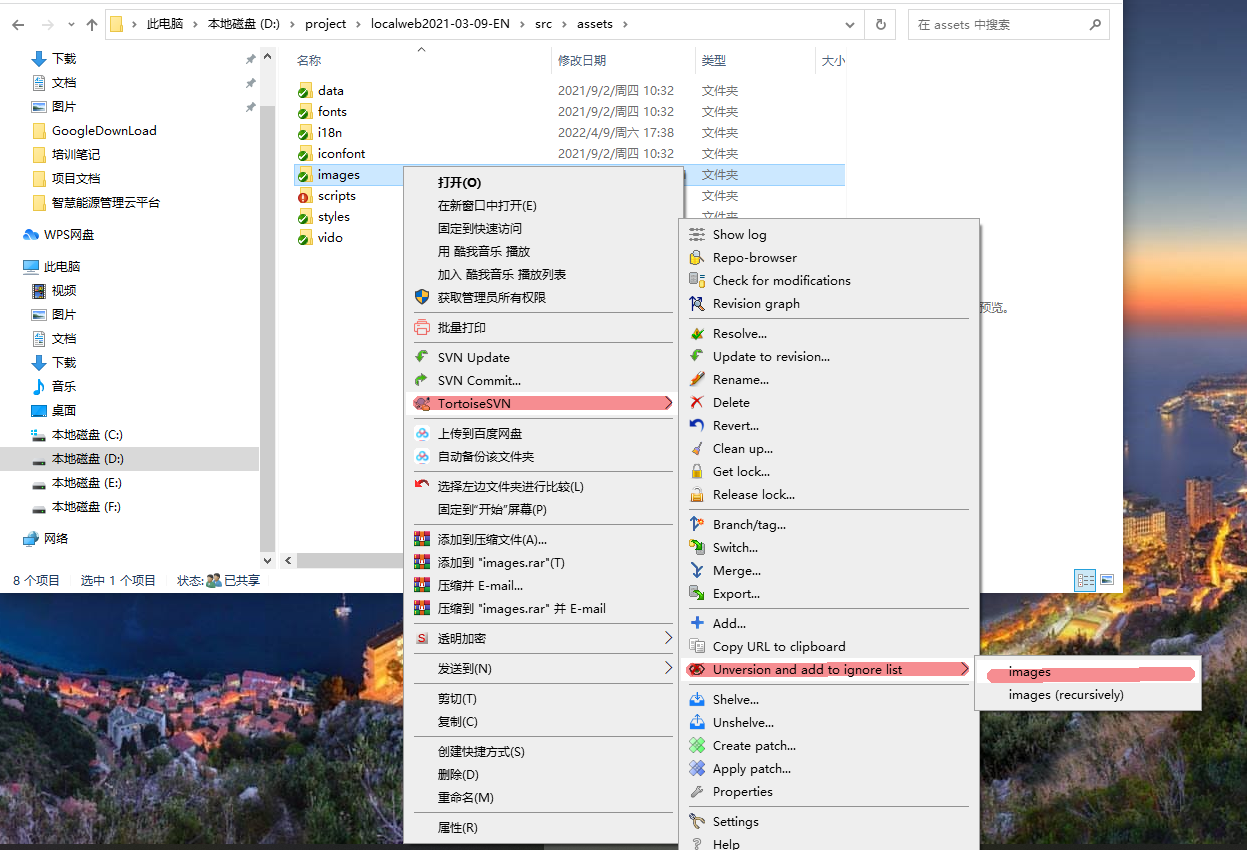 此电脑 本地磁盘 (D:) project localweb2021-03-09-EN src assets
在 assets 中搜索
下载
文档
图片
GoogleDownLoad
培训笔记
项目文档
智慧能源管理云平台
WPS网盘
此电脑
视频
图片
文档
下载
音乐
桌面
本地磁盘 (C:)
本地磁盘 (D:)
本地磁盘 (E:)
本地磁盘 (F:)
网络
8 个项目 选中 1 个项目 状态: 已共享
名称 修改日期 类型 大小
data 2021/9/2/周四 10:32 文件夹
fonts 2021/9/2/周四 10:32 文件夹
i18n 2022/4/9/周六 17:38 文件夹
iconfont 2021/9/2/周四 10:32 文件夹
images 文件夹
scripts 文件夹
styles 文件夹
vido
预览。
打开(O)
在新窗口中打开(E)
固定到快速访问
用 酷我音乐 播放
加入 酷我音乐 播放列表
获取管理员所有权限
批量打印
SVN Update
SVN Commit...
TortoiseSVN
上传到百度网盘
自动备份该文件夹
选择左边文件夹进行比较(L)
固定到"开始"屏幕(P)
添加到压缩文件(A)...
添加到 "images.rar"(T)
压缩并 E-mail...
压缩到 "images.rar" 并 E-mail
透明加密
发送到(N)
剪切(T)
复制(C)
创建快捷方式(S)
删除(D)
重命名(M)
属性(R)
Show log
Repo-browser
Check for modifications
Revision graph
Resolve...
Update to revision...
Rename...
Delete
Revert...
Clean up...
Get lock...
Release lock...
Branch/tag...
Switch...
Merge...
Export...
Add...
Copy URL to clipboard
Unversion and add to ignore list
Shelve...
Unshelve...
Create patch...
Apply patch...
Properties
Settings
Help
images
images (recursively)